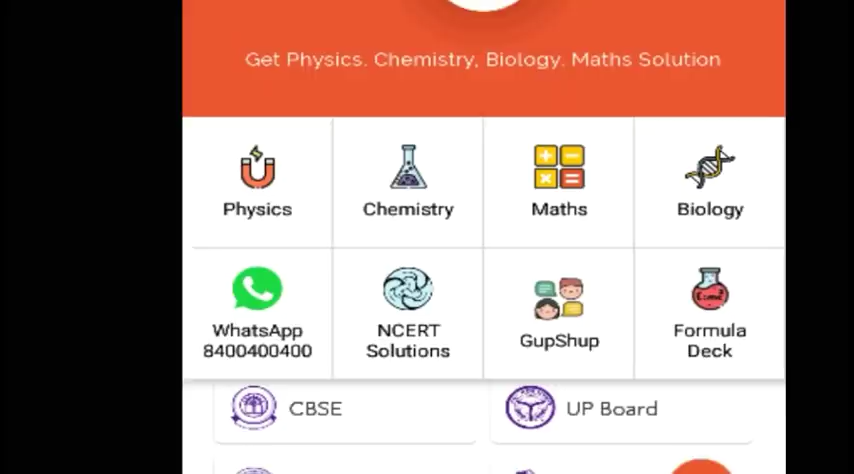 Get Physics. Chemistry, Biology. Maths Solution
Physics
Chemistry
Maths
Biology
WhatsApp
8400400400
NCERT
Solutions
GupShup
Formula
Deck
CBSE
UP Board